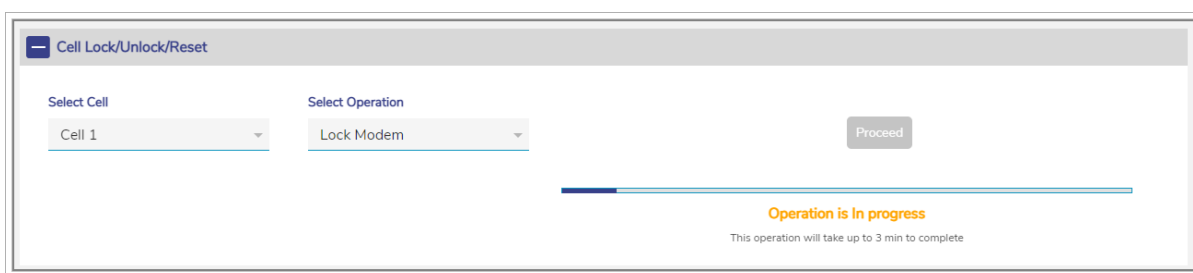 Cell Lock/Unlock/Reset
Select Cell
Select Operation
Cell 1
Lock Modem
Proceed
Operation is In progress
This operation will take up to 3 min to complete